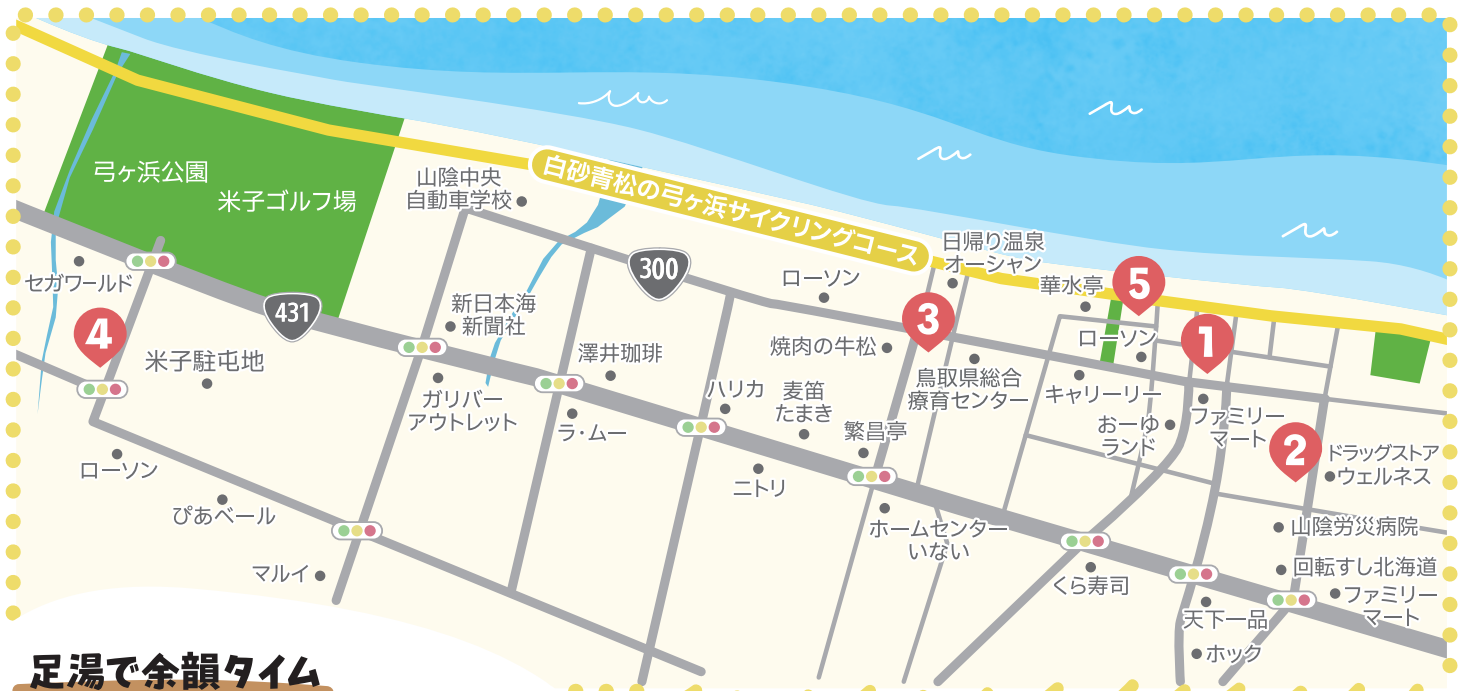 弓ヶ浜公園
米子ゴルフ場
山陰中央
自動車学校
白砂青松の弓ヶ浜サイクリングコース
日帰り温泉
オーシャン
華水亭
5
セガワールド
431
300
ローソン
新日本海
新聞社
3
ローソン
1
4
米子駐屯地
澤井珈琲
焼肉の牛松
鳥取県総合
療育センター
キャリーリー
ガリバー
アウトレット
ハリカ
麦笛
たまき
ラ・ムー
繁昌亭
おーゆ
ランド
ファミリー
マート
2
ドラッグストア
ウェルネス
ローソン
ニトリ
ぴあベール
ホームセンター
いない
山陰労災病院
マルイ
くら寿司
回転すし北海道
ファミリー
マート
天下一品
ホック
足湯で余韻タイム